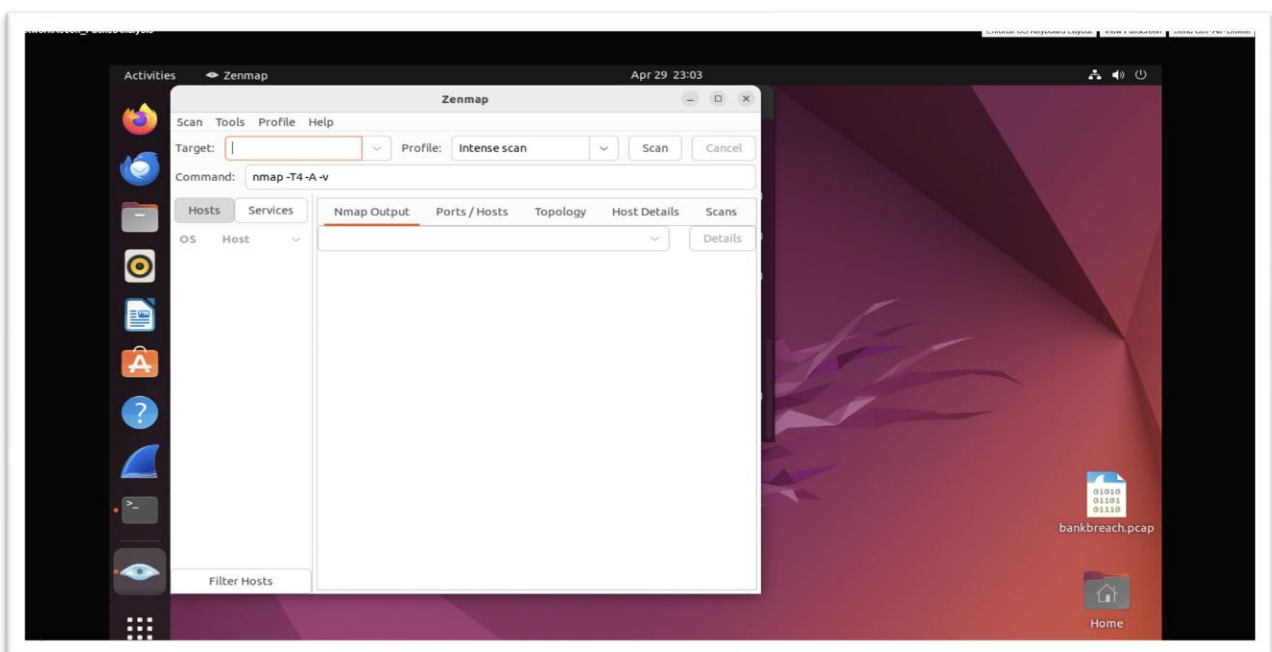 Activities Zenmap Apr 29 23:03
Zenmap
Scan Tools Profile Help
Target: Profile: Intense scan Scan Cancel
Command: nmap -T4 -A -v
Hosts Services Nmap Output Ports / Hosts Topology Host Details Scans
OS Host Details
01010
01101
01110
bankbreach.pcap
Filter Hosts
Home